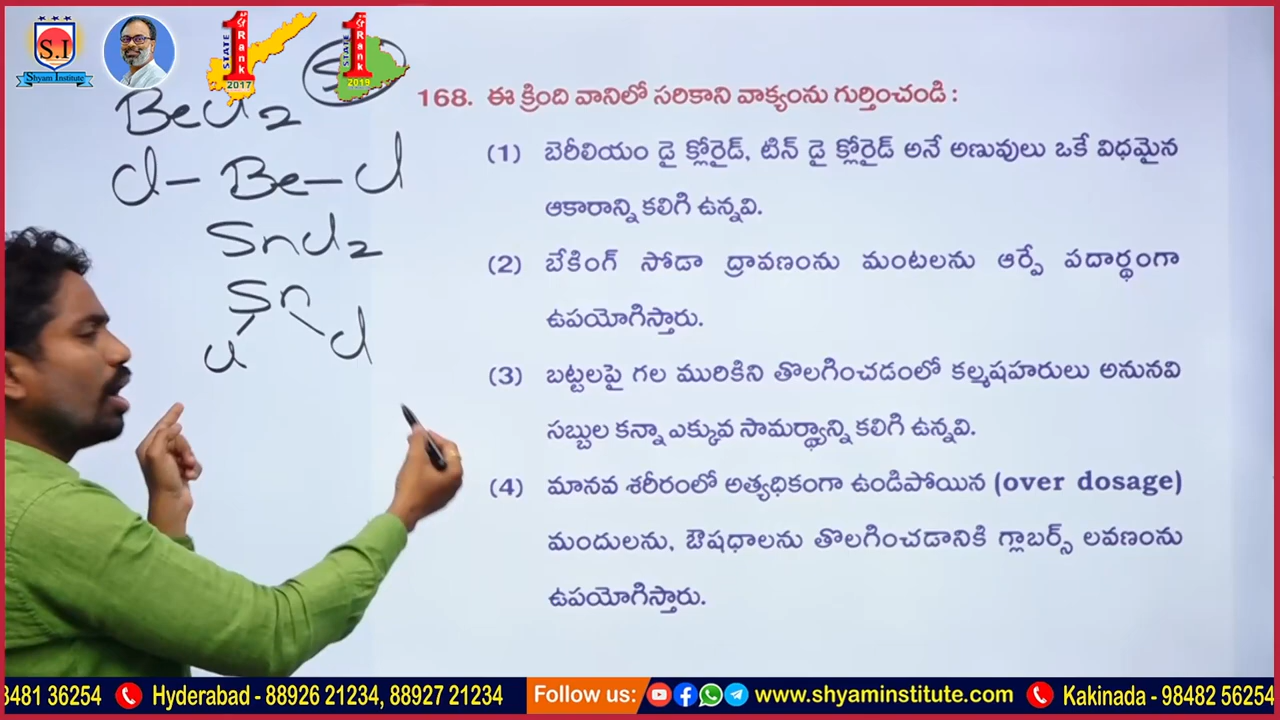 S.I
Shyam Institute
STATE 1st Rank 2017
STATE 1st Rank 2019
BeCl2
Cl - Be - Cl
SnCl2
Sn
Cl Cl
168. ఈ క్రింది వానిలో సరికాని వాక్యంను గుర్తించండి :
(1) బెరీలియం డై క్లోరైడ్, టిన్ డై క్లోరైడ్ అనే అణువులు ఒకే విధమైన
ఆకారాన్ని కలిగి ఉన్నవి.
(2) బేకింగ్ సోడా ద్రావణంను మంటలను ఆర్పే పదార్థంగా
ఉపయోగిస్తారు.
(3) బట్టలపై గల మురికిని తొలగించడంలో కల్మషహరులు అనునవి
సబ్బుల కన్నా ఎక్కువ సామర్థ్యాన్ని కలిగి ఉన్నవి.
(4) మానవ శరీరంలో అత్యధికంగా ఉండిపోయిన (over dosage)
మందులను, ఔషధాలను తొలగించడానికి గ్లాబర్స్ లవణంను
ఉపయోగిస్తారు.
8481 36254 Hyderabad - 88926 21234, 88927 21234 Follow us: www.shyaminstitute.com Kakinada - 98482 56254